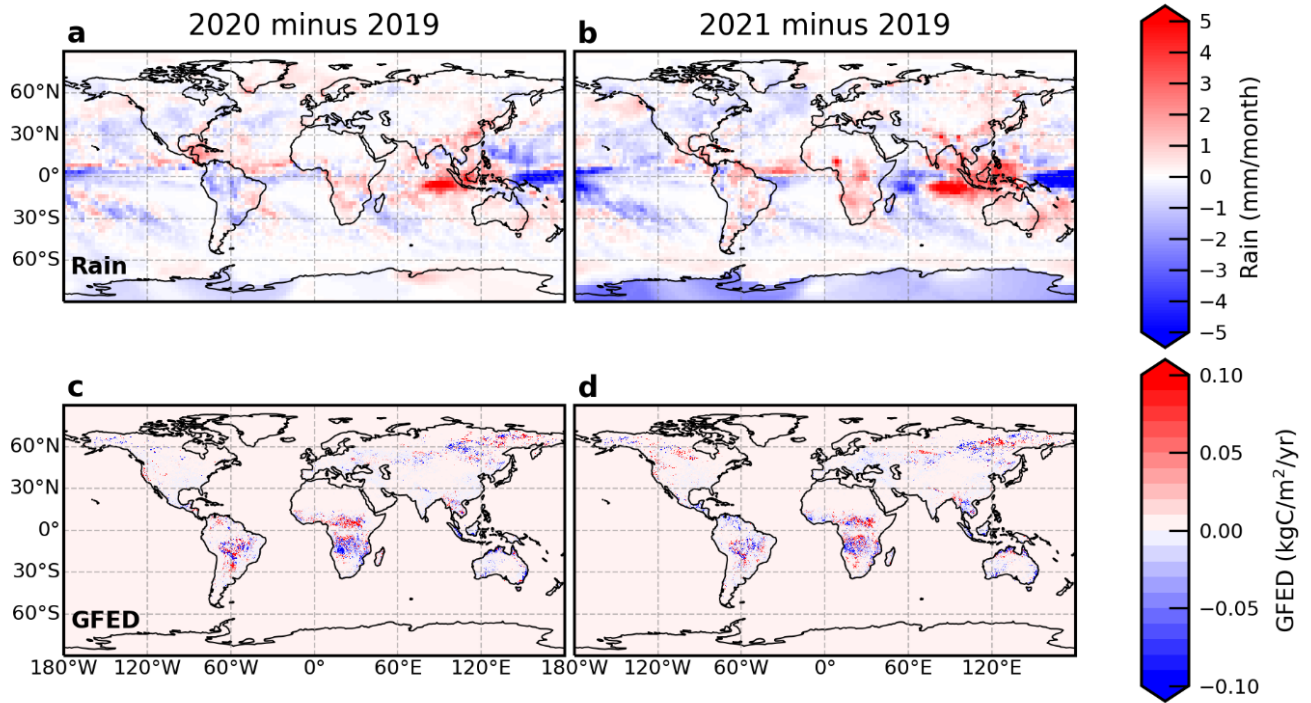 a 2020 minus 2019
b 2021 minus 2019
60°N
30°N
0°
30°S
60°S
Rain
5
4
3
2
1
0
−1
−2
−3
−4
−5
Rain (mm/month)
c
d
60°N
30°N
0°
30°S
60°S
GFED
180°W 120°W 60°W 0° 60°E 120°E 180°
W 120°W 60°W 0° 60°E 120°E
0.10
0.05
0.00
−0.05
−0.10
GFED (kgC/m²/yr)